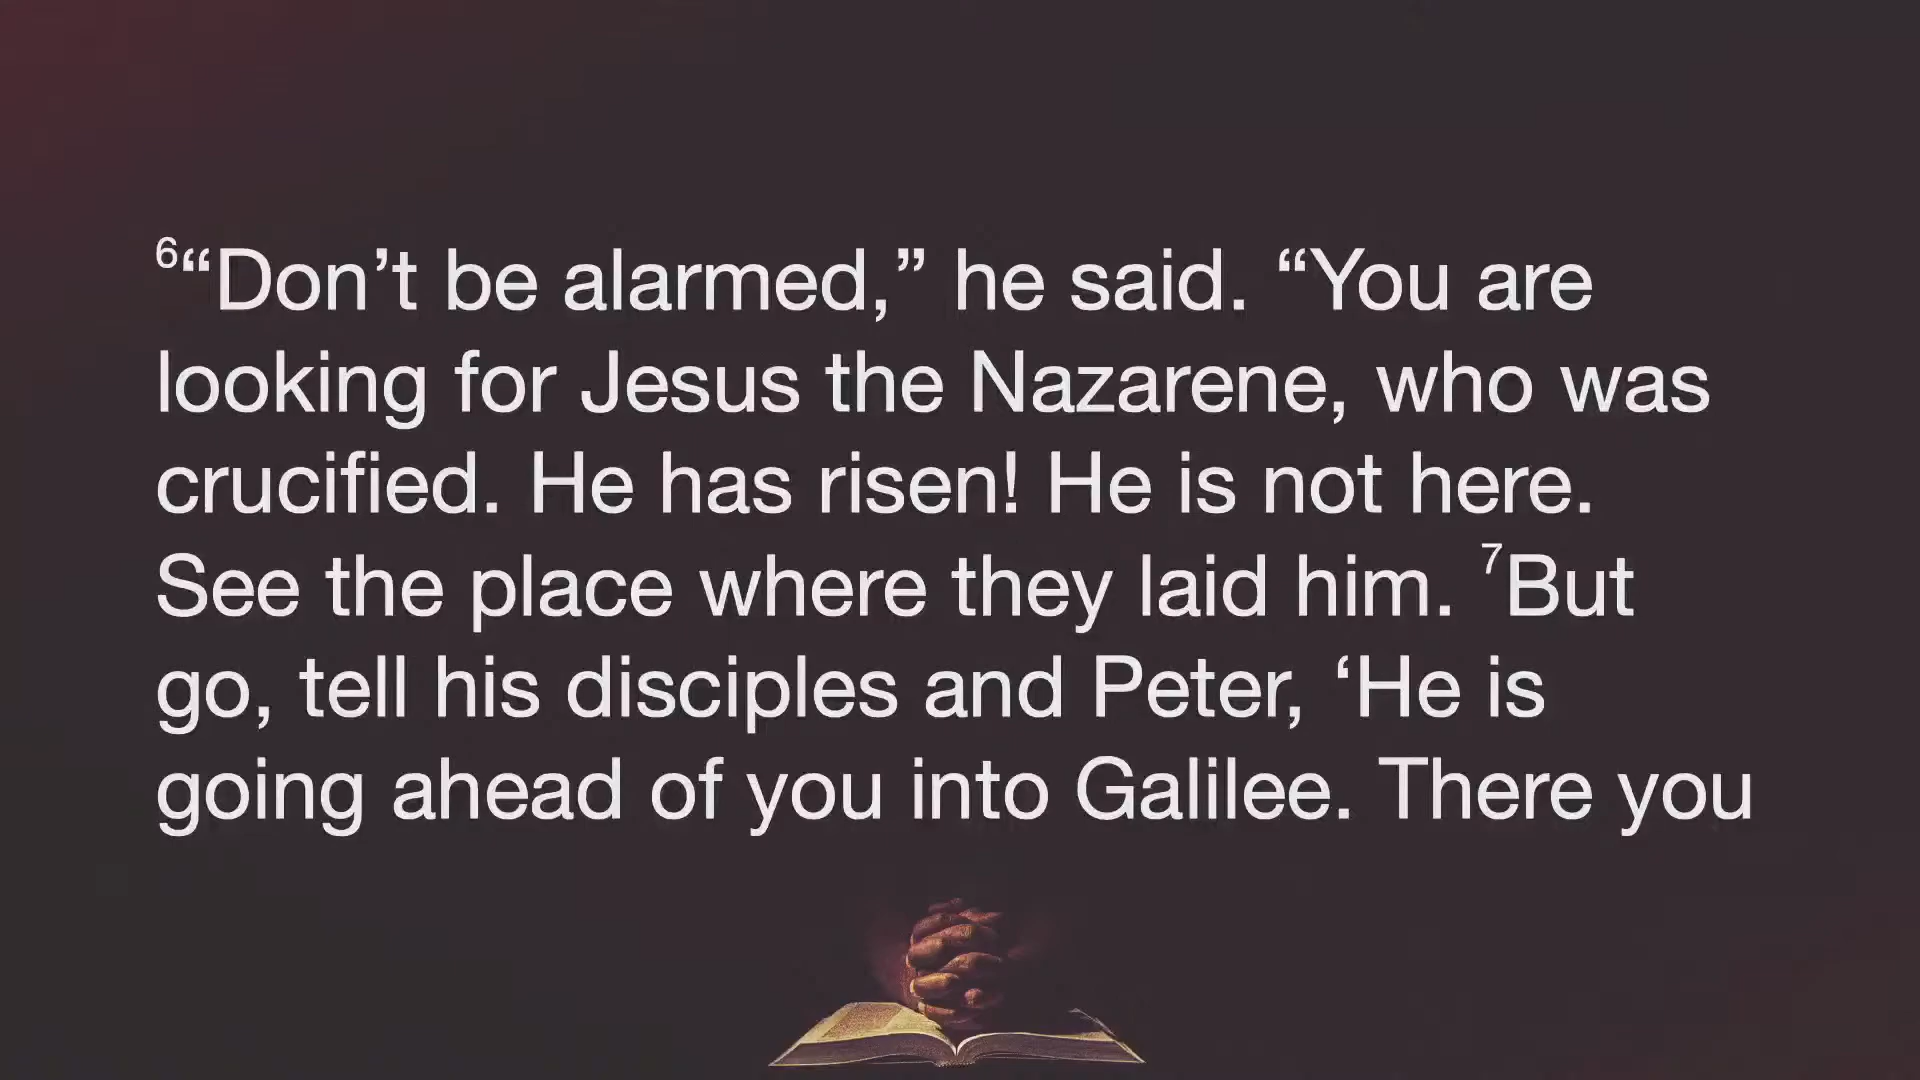 ⁶“Don’t be alarmed,” he said. “You are
looking for Jesus the Nazarene, who was
crucified. He has risen! He is not here.
See the place where they laid him. ⁷But
go, tell his disciples and Peter, ‘He is
going ahead of you into Galilee. There you